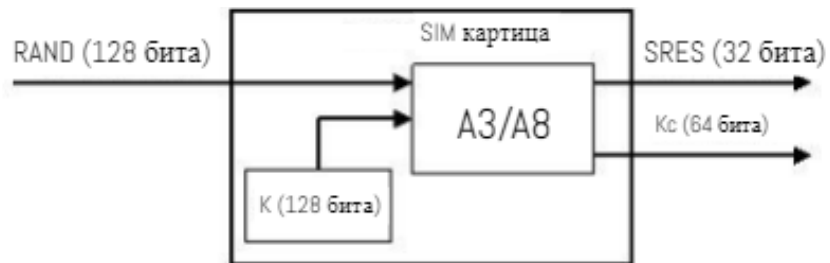 SIM картица
RAND (128 бита)
SRES (32 бита)
A3/A8
Kc (64 бита)
K (128 бита)